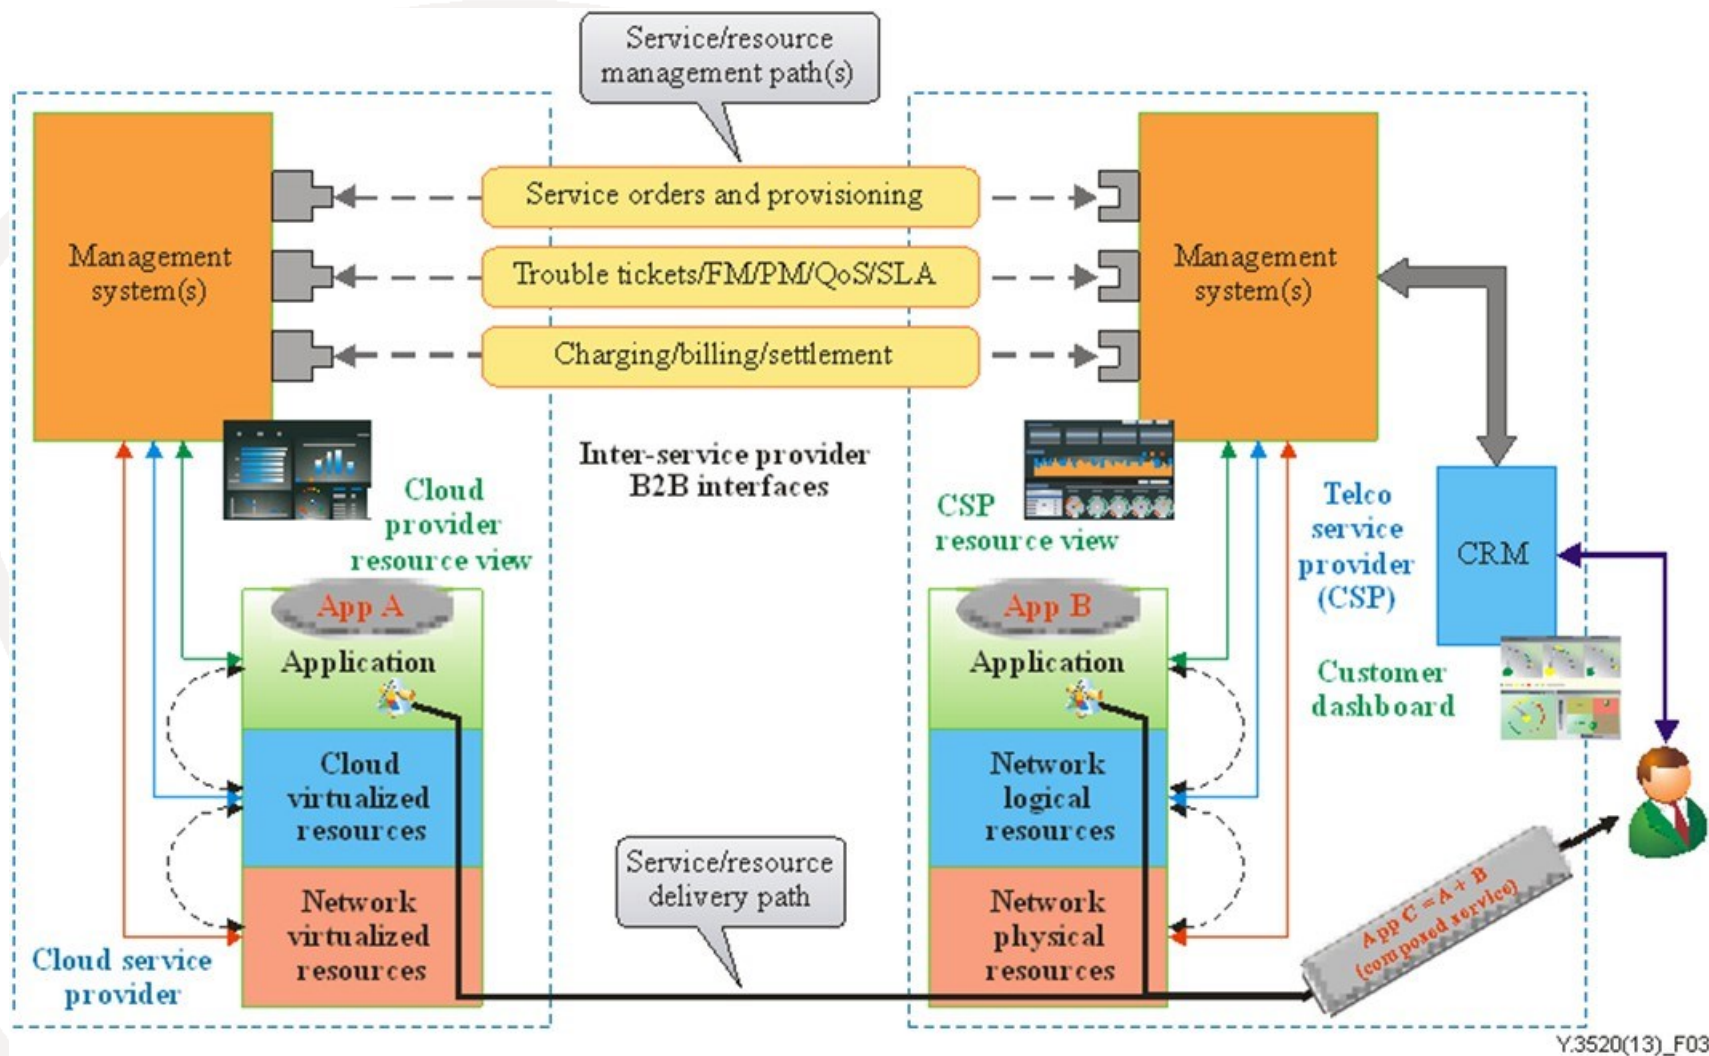 Service/resource
management path(s)
Management
system(s)
Service orders and provisioning
Trouble tickets/FM/PM/QoS/SLA
Charging/billing/settlement
Management
system(s)
Inter-service provider
B2B interfaces
Cloud
provider
resource view
CSP
resource view
Telco
service
provider
(CSP)
CRM
App A
Application
Cloud
virtualized
resources
Network
virtualized
resources
Cloud service
provider
App B
Application
Network
logical
resources
Network
physical
resources
Customer
dashboard
Service/resource
delivery path
App C = A + B
(composed service)
Y.3520(13)_F03